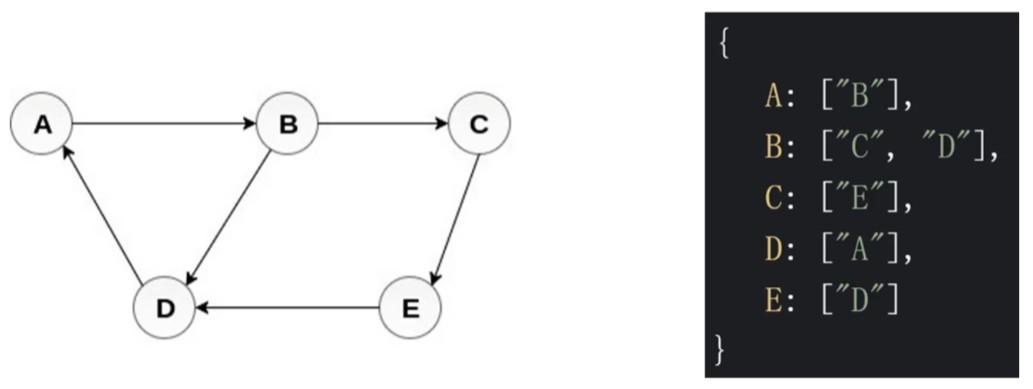 A
B
C
D
E
{
A: ["B"],
B: ["C", "D"],
C: ["E"],
D: ["A"],
E: ["D"]
}